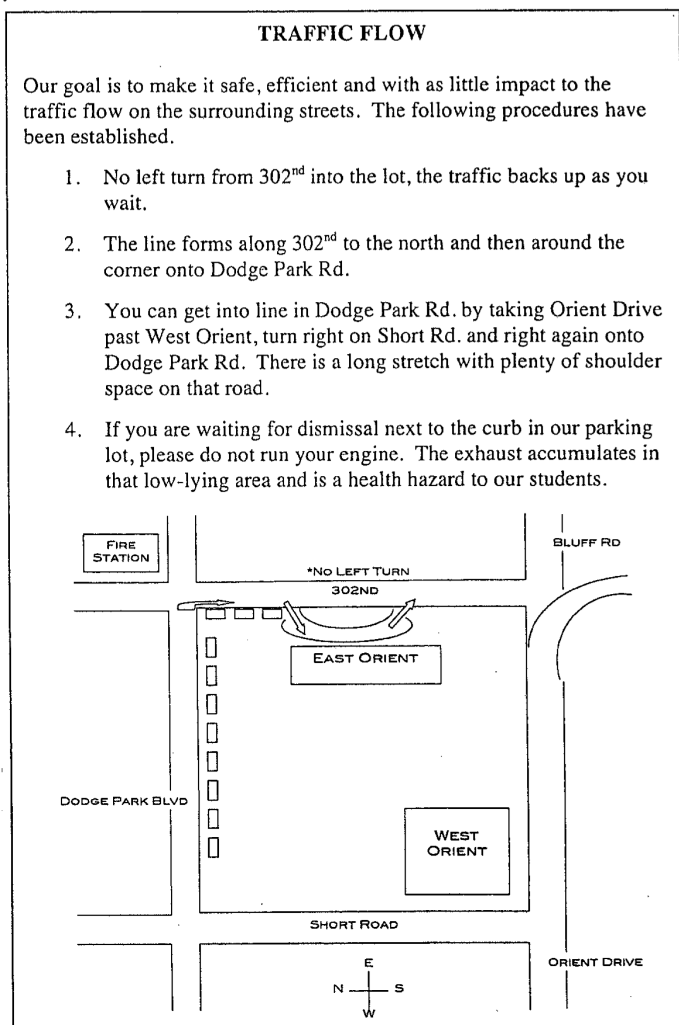 TRAFFIC FLOW
Our goal is to make it safe, efficient and with as little impact to the
traffic flow on the surrounding streets. The following procedures have
been established.
1. No left turn from 302nd into the lot, the traffic backs up as you
wait.
2. The line forms along 302nd to the north and then around the
corner onto Dodge Park Rd.
3. You can get into line in Dodge Park Rd. by taking Orient Drive
past West Orient, turn right on Short Rd. and right again onto
Dodge Park Rd. There is a long stretch with plenty of shoulder
space on that road.
4. If you are waiting for dismissal next to the curb in our parking
lot, please do not run your engine. The exhaust accumulates in
that low-lying area and is a health hazard to our students.
FIRE
STATION
BLUFF RD
*NO LEFT TURN
302ND
EAST ORIENT
DODGE PARK BLVD
WEST
ORIENT
SHORT ROAD
ORIENT DRIVE
E
N S
W